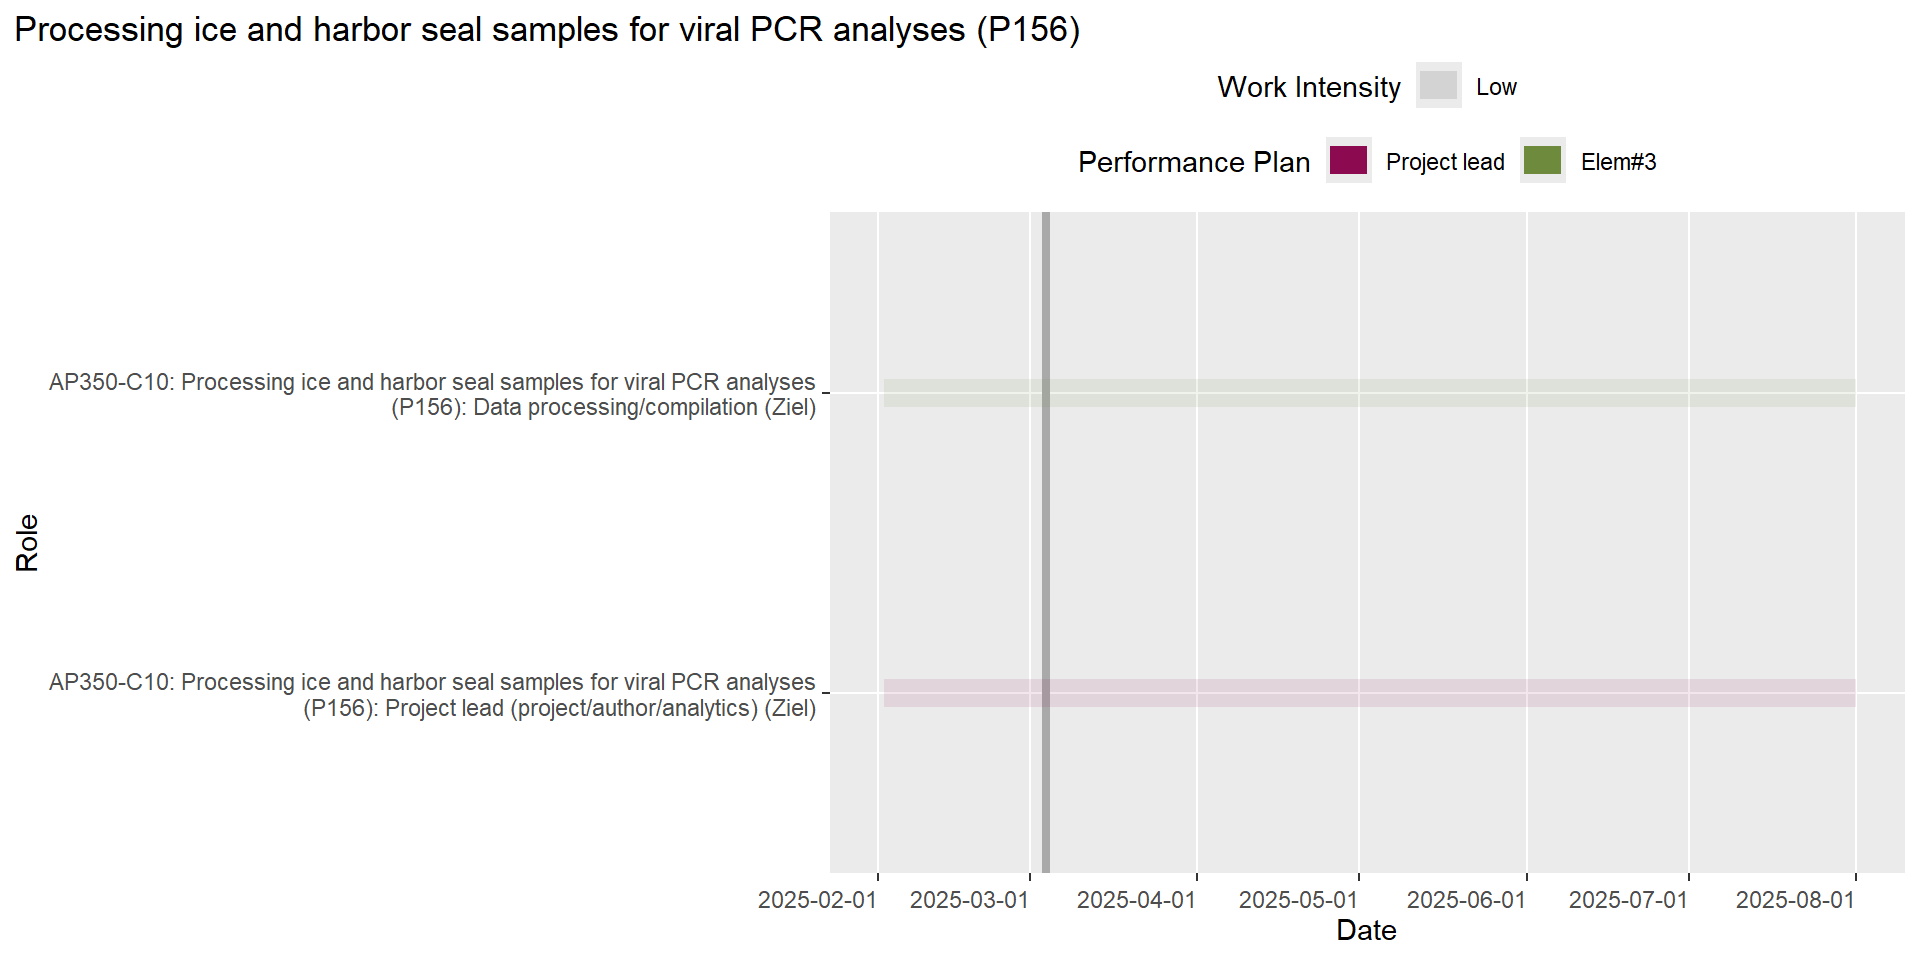 Processing ice and harbor seal samples for viral PCR analyses (P156)
Work Intensity Low
Performance Plan Project lead Elem#3
AP350-C10: Processing ice and harbor seal samples for viral PCR analyses
(P156): Data processing/compilation (Ziel)
Role
AP350-C10: Processing ice and harbor seal samples for viral PCR analyses
(P156): Project lead (project/author/analytics) (Ziel)
2025-02-01 2025-03-01 2025-04-01 2025-05-01 2025-06-01 2025-07-01 2025-08-01
Date